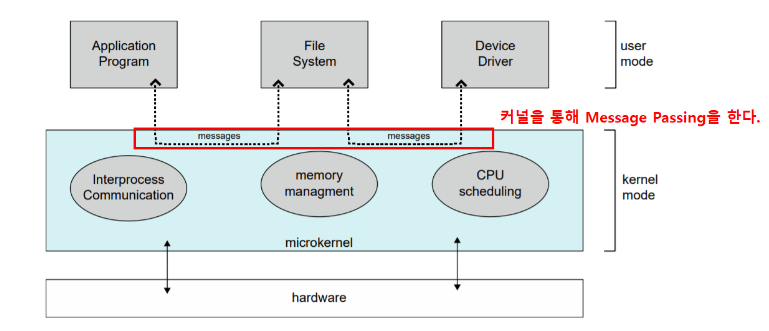 Application
Program
File
System
Device
Driver
user
mode
커널을 통해 Message Passing을 한다.
messages
messages
Interprocess
Communication
memory
managment
CPU
scheduling
kernel
mode
microkernel
hardware